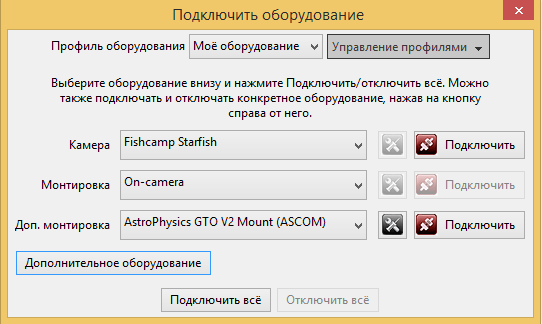 Подключить оборудование
Профиль оборудования Моё оборудование Управление профилями
Выберите оборудование внизу и нажмите Подключить/отключить всё. Можно
также подключать и отключать конкретное оборудование, нажав на кнопку
справа от него.
Камера Fishcamp Starfish Подключить
Монтировка On-camera Подключить
Доп. монтировка AstroPhysics GTO V2 Mount (ASCOM) Подключить
Дополнительное оборудование
Подключить всё Отключить всё